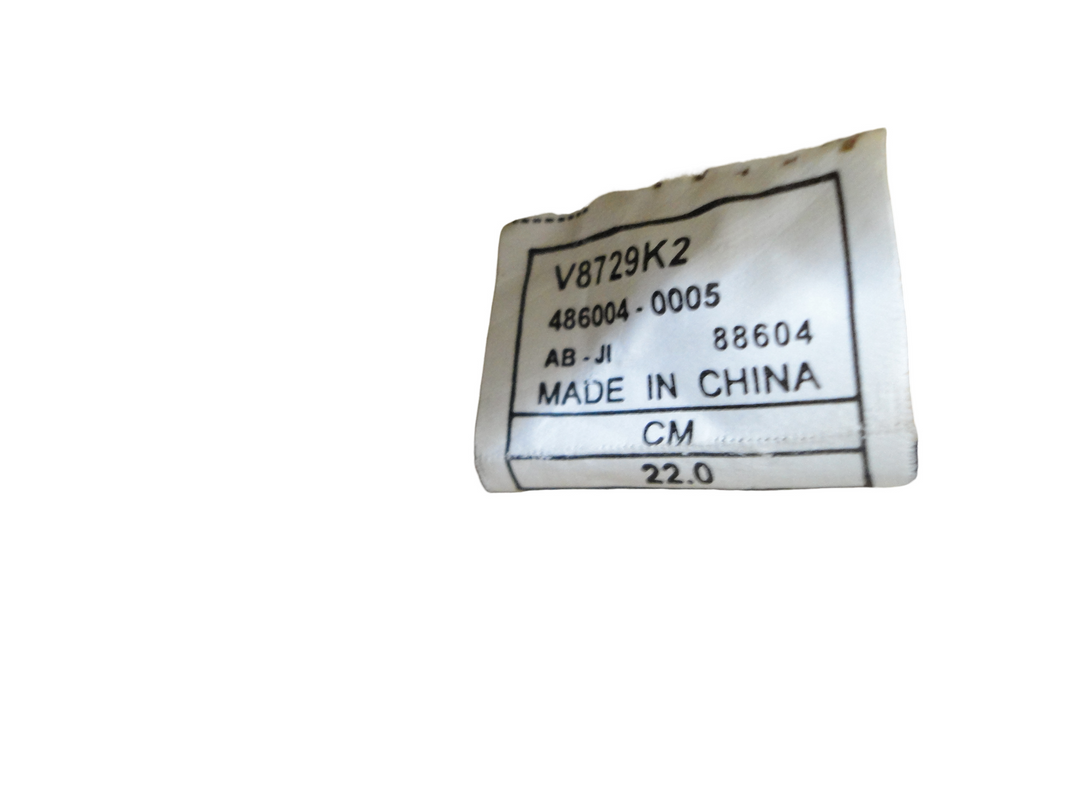 V8729K2
486004-0005
AB-JI 88604
MADE IN CHINA
CM
22.0